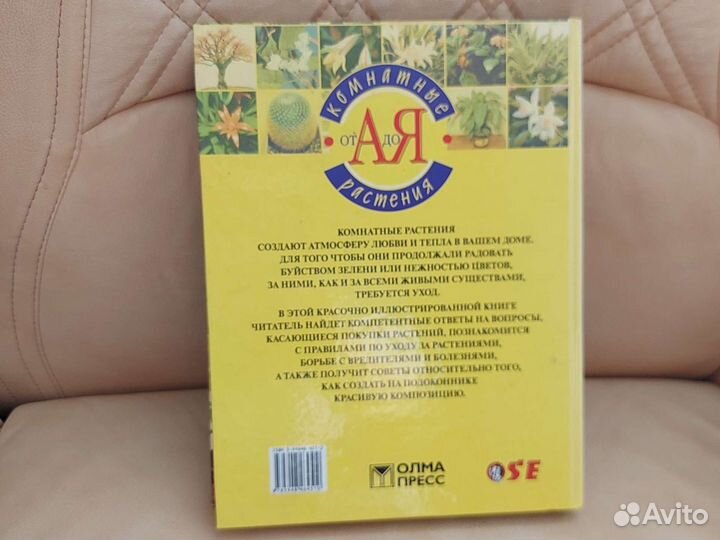 комнатные
от А до Я
растения
КОМНАТНЫЕ РАСТЕНИЯ
СОЗДАЮТ АТМОСФЕРУ ЛЮБВИ И ТЕПЛА В ВАШЕМ ДОМЕ.
ДЛЯ ТОГО ЧТОБЫ ОНИ ПРОДОЛЖАЛИ РАДОВАТЬ
БУЙСТВОМ ЗЕЛЕНИ ИЛИ НЕЖНОСТЬЮ ЦВЕТОВ,
ЗА НИМИ, КАК И ЗА ВСЕМИ ЖИВЫМИ СУЩЕСТВАМИ,
ТРЕБУЕТСЯ УХОД.
В ЭТОЙ КРАСОЧНО ИЛЛЮСТРИРОВАННОЙ КНИГЕ
ЧИТАТЕЛЬ НАЙДЕТ КОМПЕТЕНТНЫЕ ОТВЕТЫ НА ВОПРОСЫ,
КАСАЮЩИЕСЯ ПОКУПКИ РАСТЕНИЙ, ПОЗНАКОМИТСЯ
С ПРАВИЛАМИ ПО УХОДУ ЗА РАСТЕНИЯМИ,
БОРЬБЕ С ВРЕДИТЕЛЯМИ И БОЛЕЗНЯМИ,
А ТАКЖЕ ПОЛУЧИТ СОВЕТЫ ОТНОСИТЕЛЬНО ТОГО,
КАК СОЗДАТЬ НА ПОДОКОННИКЕ
КРАСИВУЮ КОМПОЗИЦИЮ.
ISBN
ОЛМА
ПРЕСС
OSE
Avito